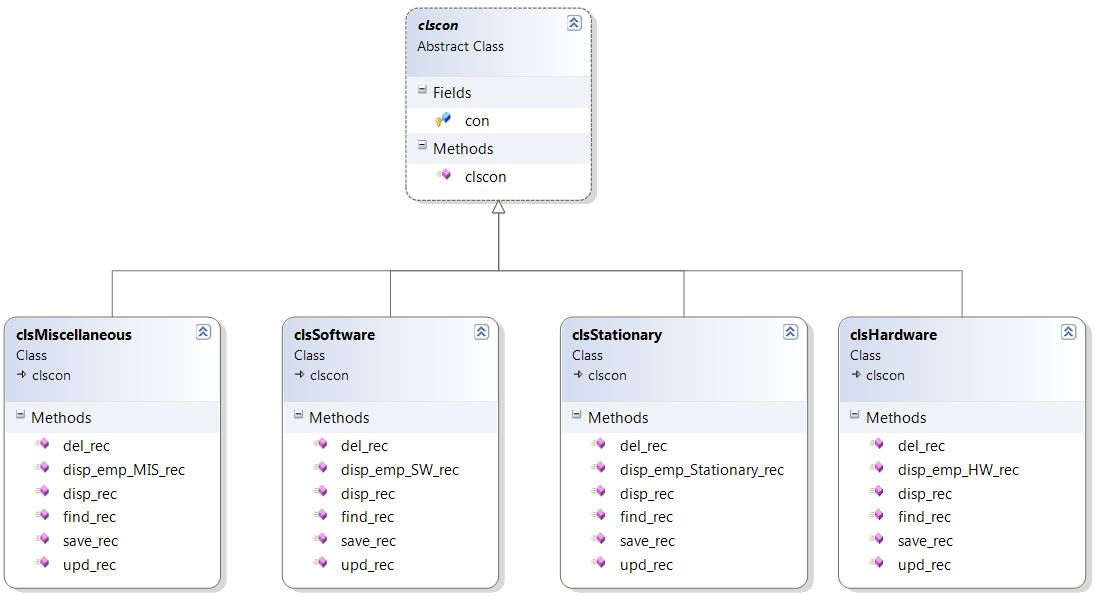 clscon
Abstract Class
Fields
con
Methods
clscon
clsMiscellaneous
Class
clscon
Methods
del_rec
disp_emp_MIS_rec
disp_rec
find_rec
save_rec
upd_rec
clsSoftware
Class
clscon
Methods
del_rec
disp_emp_SW_rec
disp_rec
find_rec
save_rec
upd_rec
clsStationary
Class
clscon
Methods
del_rec
disp_emp_Stationary_rec
disp_rec
find_rec
save_rec
upd_rec
clsHardware
Class
clscon
Methods
del_rec
disp_emp_HW_rec
disp_rec
find_rec
save_rec
upd_rec